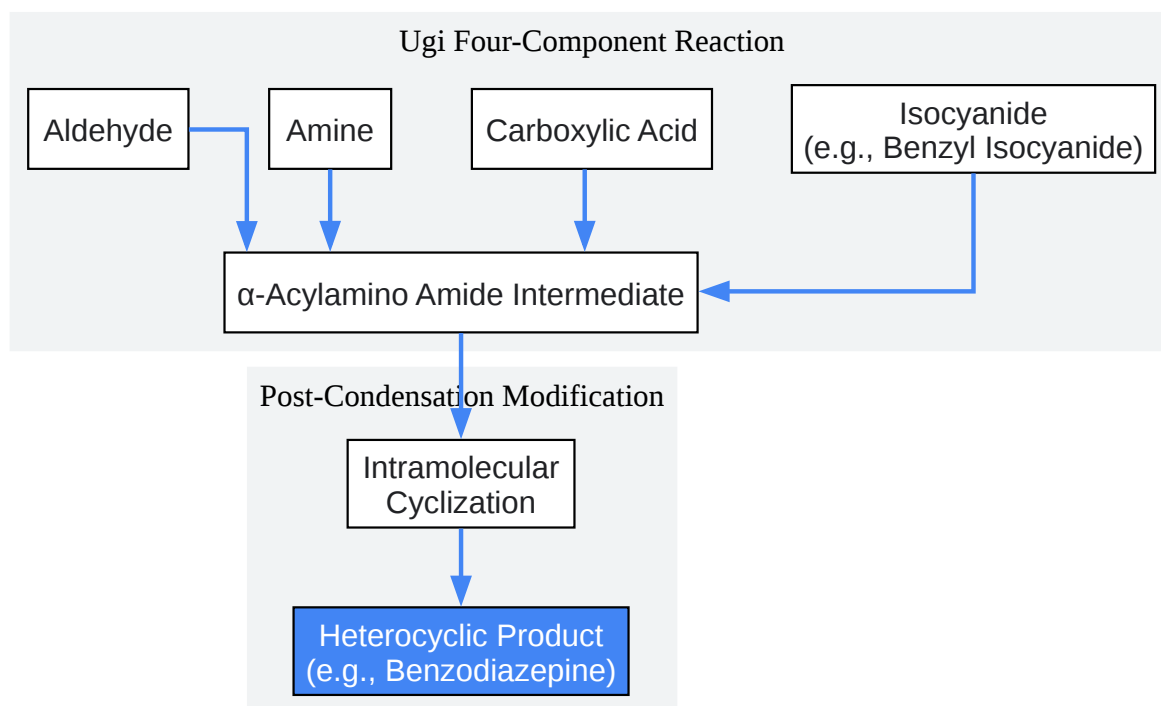 Ugi Four-Component Reaction
Aldehyde
Amine
Carboxylic Acid
Isocyanide
(e.g., Benzyl Isocyanide)
α-Acylamino Amide Intermediate
Post-Condensation Modification
Intramolecular
Cyclization
Heterocyclic Product
(e.g., Benzodiazepine)